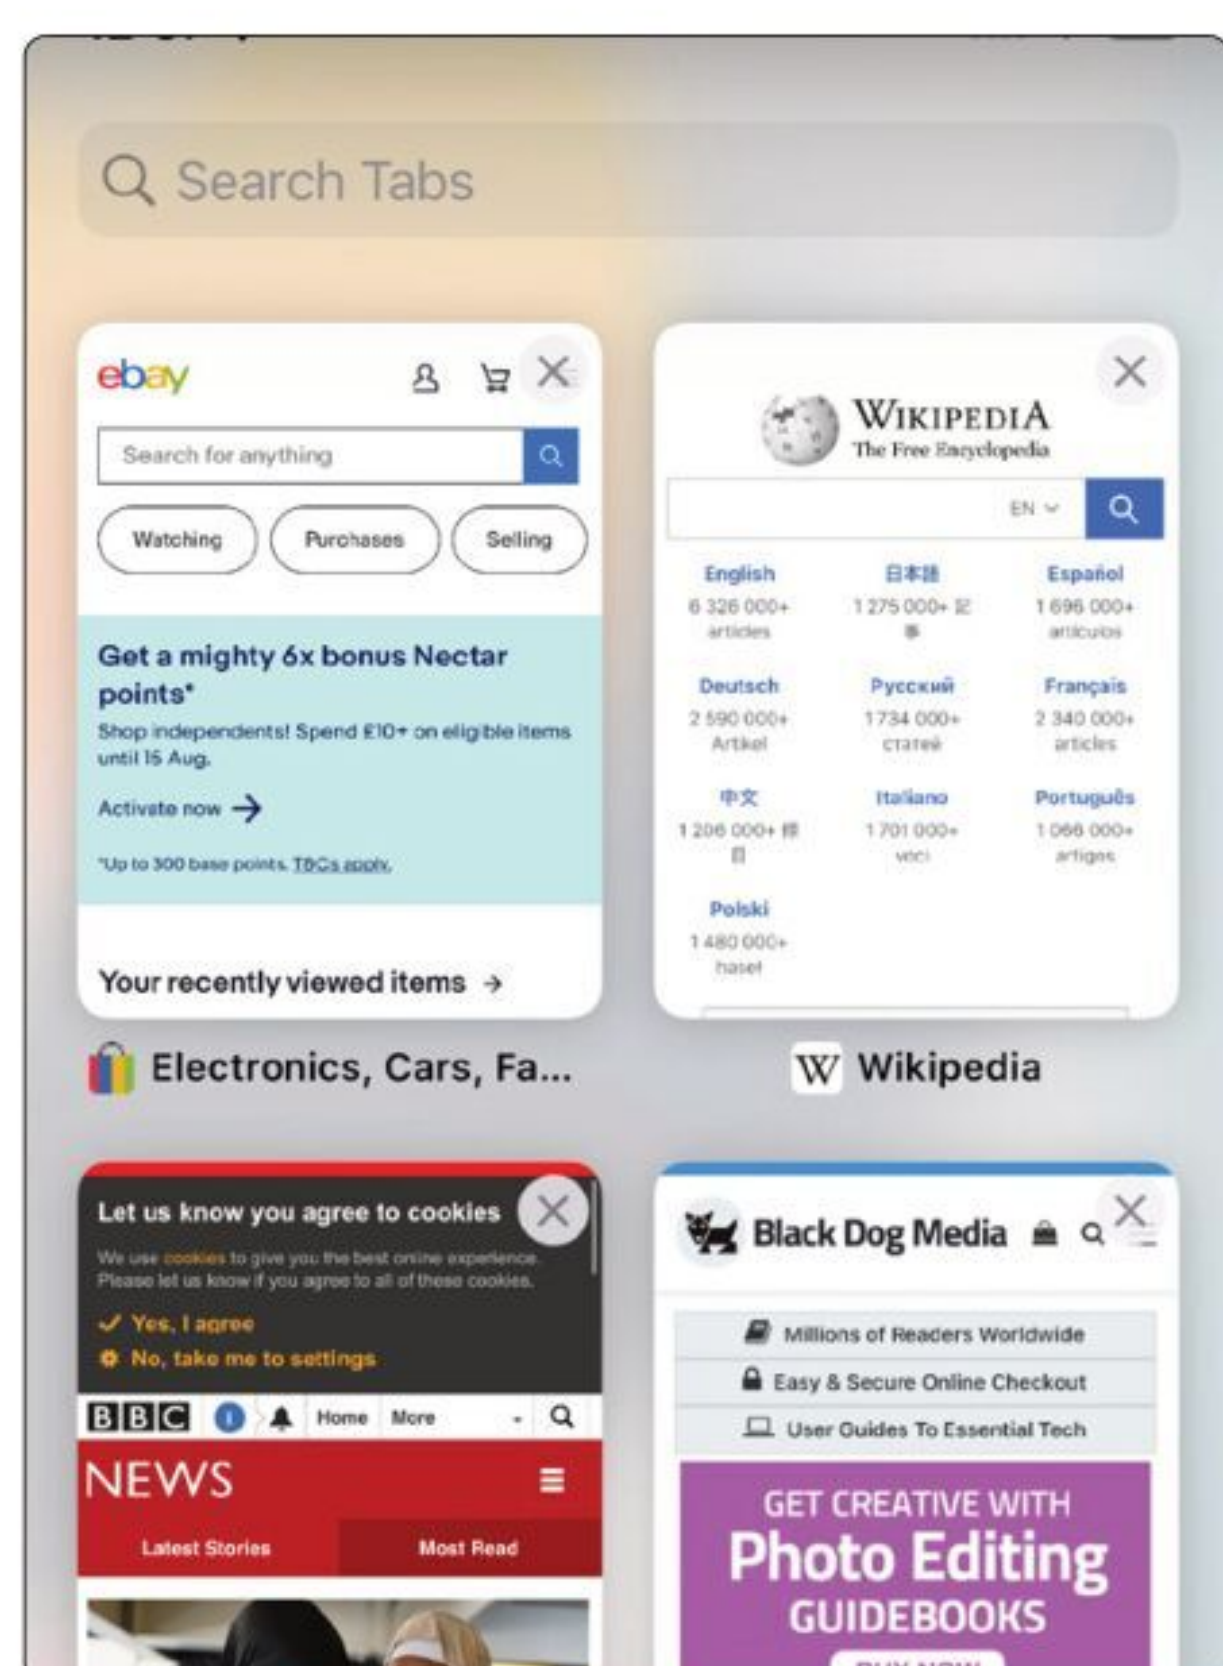 Search Tabs
ebay
Search for anything
Watching Purchases Selling
Get a mighty 6x bonus Nectar
points*
Shop independents! Spend £10+ on eligible items
until 15 Aug.
Activate now →
*Up to 300 base points. T&Cs apply.
Your recently viewed items →
Electronics, Cars, Fa...
WIKIPEDIA
The Free Encyclopedia
EN
English 日本語 Español
6 326 000+ 1 275 000+ 記 1 696 000+
articles 事 artículos
Deutsch Русский Français
2 590 000+ 1 734 000+ 2 340 000+
Artikel статей articles
中文 Italiano Português
1 206 000+ 條 1 701 000+ 1 066 000+
目 voci artigos
Polski
1 480 000+
haseł
W Wikipedia
Let us know you agree to cookies
We use cookies to give you the best online experience.
Please let us know if you agree to all of these cookies.
Yes, I agree
No, take me to settings
BBC Home More
NEWS
Latest Stories Most Read
Black Dog Media
Millions of Readers Worldwide
Easy & Secure Online Checkout
User Guides To Essential Tech
GET CREATIVE WITH
Photo Editing
GUIDEBOOKS
BUY NOW